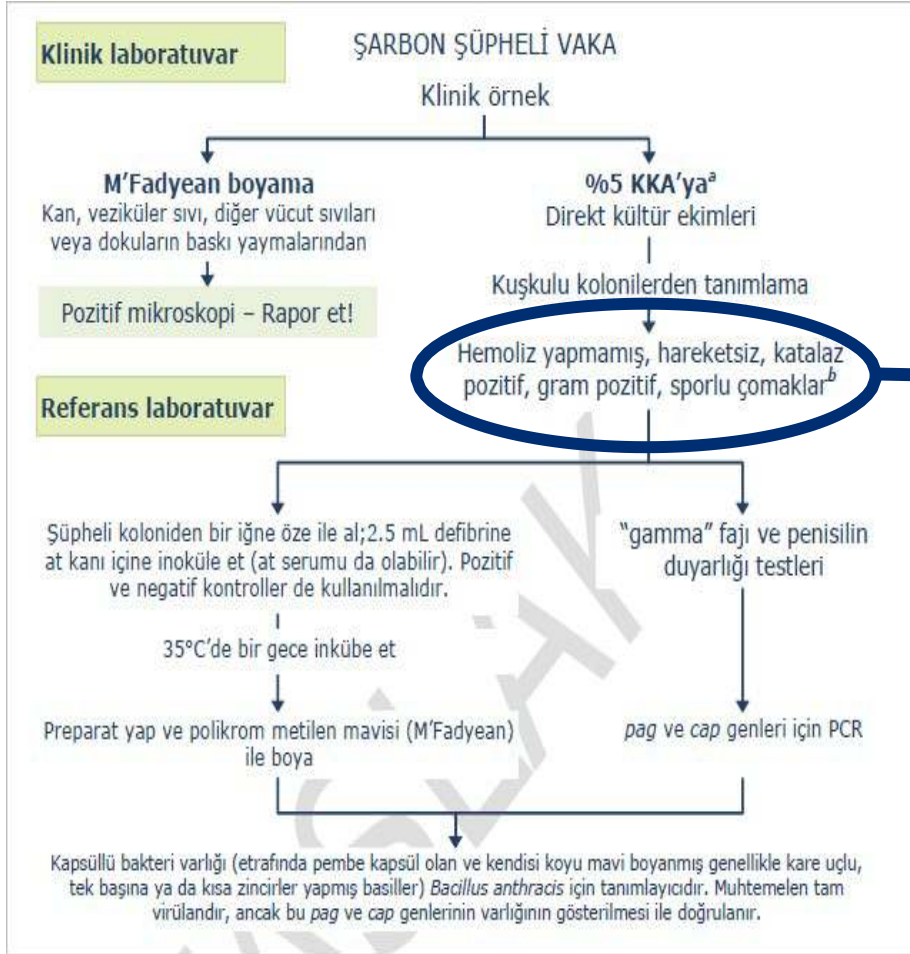 Klinik laboratuvar
ŞARBON ŞÜPHELİ VAKA
Klinik örnek
M'Fadyean boyama
Kan, veziküler sıvı, diğer vücut sıvıları
veya dokuların baskı yaymalarından
Pozitif mikroskopi – Rapor et!
%5 KKA'ya^a
Direkt kültür ekimleri
Kuşkulu kolonilerden tanımlama
Hemoliz yapmamış, hareketsiz, katalaz
pozitif, gram pozitif, sporlu çomaklar^b
Referans laboratuvar
Şüpheli koloniden bir iğne öze ile al;2.5 mL defibrine
at kanı içine inoküle et (at serumu da olabilir). Pozitif
ve negatif kontroller de kullanılmalıdır.
35°C'de bir gece inkübe et
Preparat yap ve polikrom metilen mavisi (M'Fadyean)
ile boya
"gamma" fajı ve penisilin
duyarlığı testleri
pag ve cap genleri için PCR
Kapsüllü bakteri varlığı (etrafında pembe kapsül olan ve kendisi koyu mavi boyanmış genellikle kare uçlu,
tek başına ya da kısa zincirler yapmış basiller) Bacillus anthracis için tanımlayıcıdır. Muhtemelen tam
virülandır, ancak bu pag ve cap genlerinin varlığının gösterilmesi ile doğrulanır.